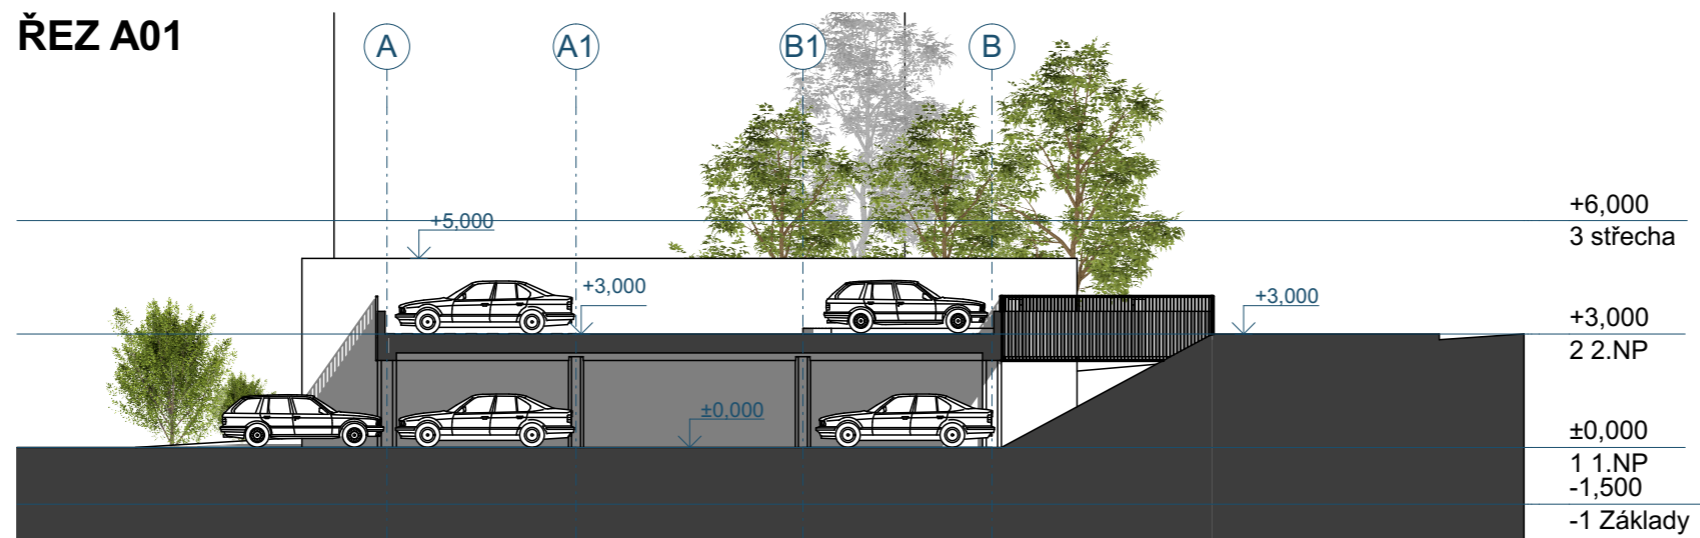 ŘEZ A01
A A1 B1 B
+5,000
+6,000
3 střecha
+3,000
+3,000
+3,000
2 2.NP
±0,000
±0,000
1 1.NP
-1,500
-1 Základy